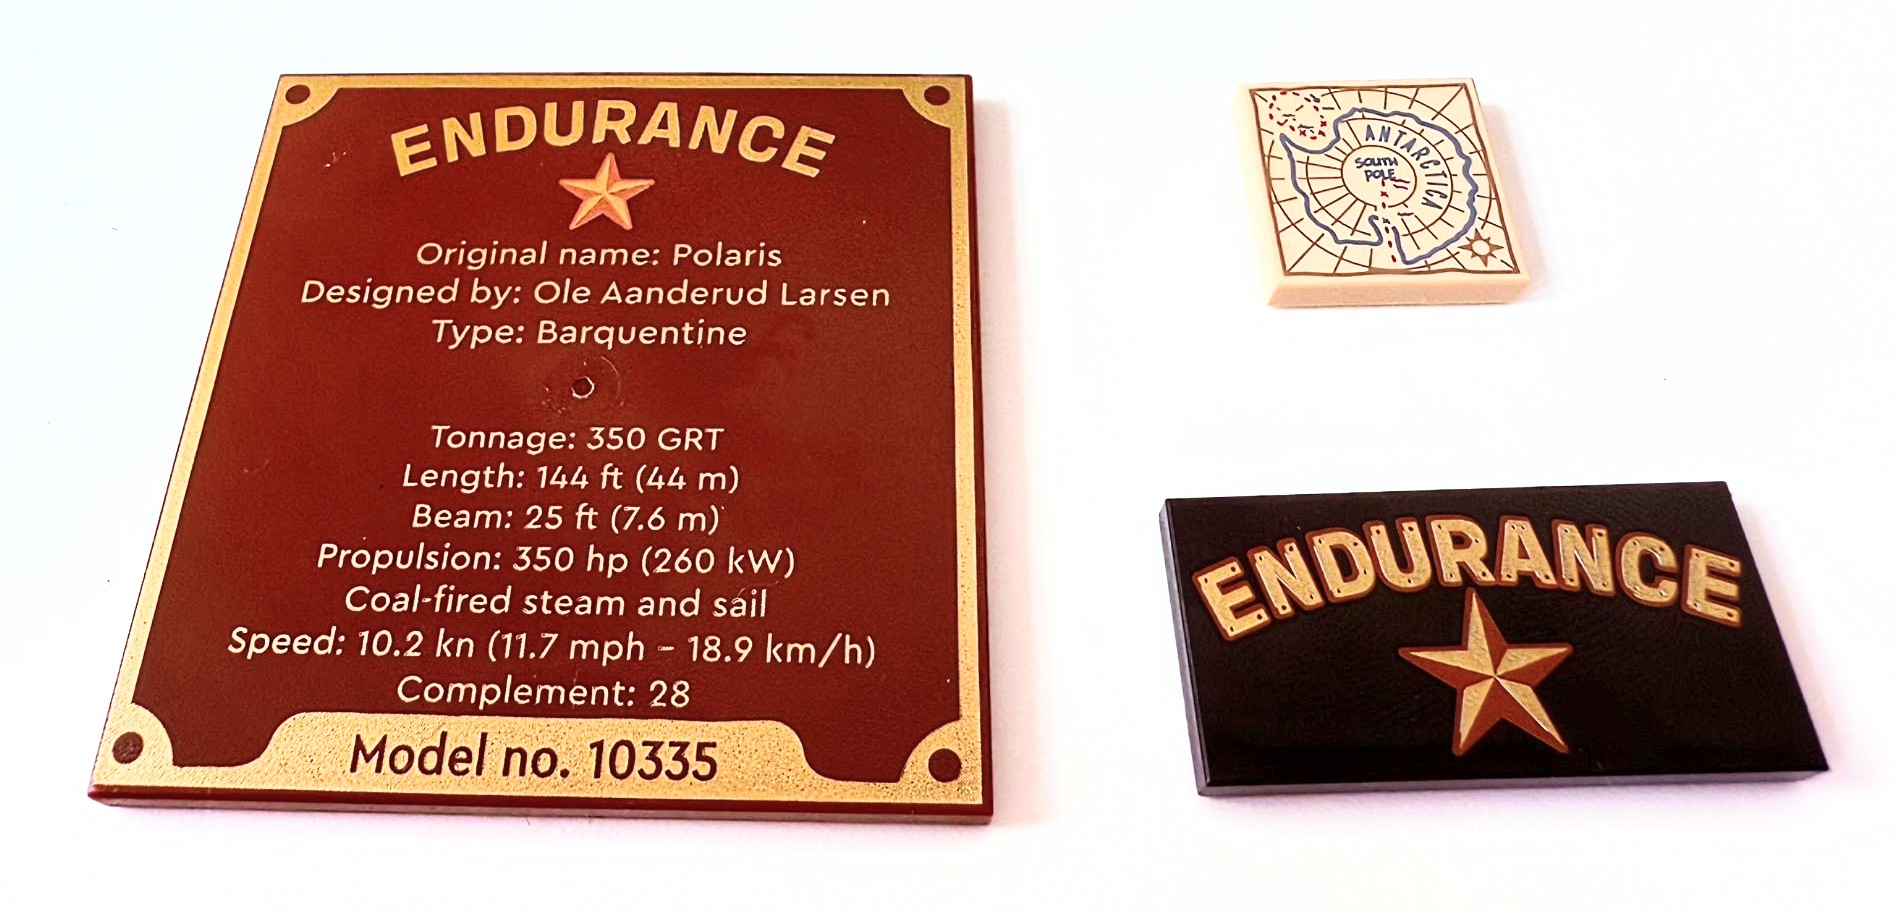 ENDURANCE
Original name: Polaris
Designed by: Ole Aanderud Larsen
Type: Barquentine
Tonnage: 350 GRT
Length: 144 ft (44 m)
Beam: 25 ft (7.6 m)
Propulsion: 350 hp (260 kW)
Coal-fired steam and sail
Speed: 10.2 kn (11.7 mph – 18.9 km/h)
Complement: 28
Model no. 10335
ANTARCTICA
SOUTH
POLE
ENDURANCE